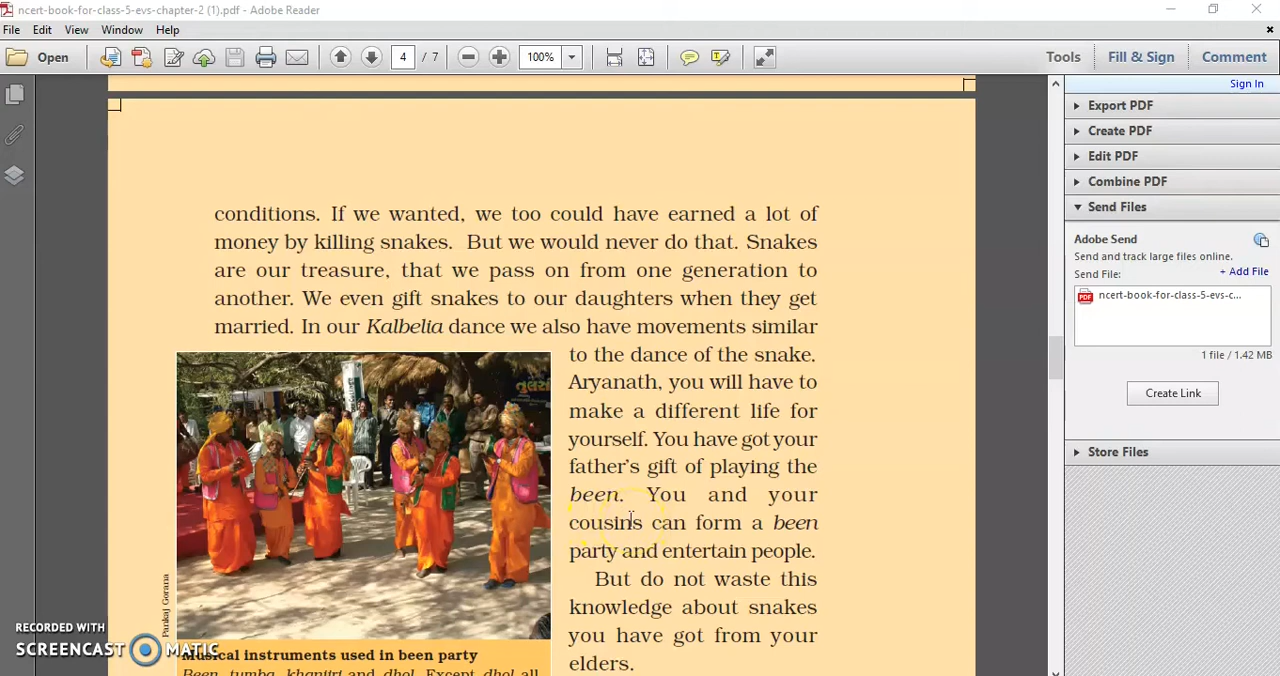 ncert-book-for-class-5-evs-chapter-2 (1).pdf - Adobe Reader
File Edit View Window Help
Open 4 / 7 100% Tools Fill & Sign Comment
Sign In
Export PDF
Create PDF
Edit PDF
Combine PDF
Send Files
Adobe Send
Send and track large files online.
Send File: + Add File
ncert-book-for-class-5-evs-c...
1 file / 1.42 MB
Create Link
Store Files
conditions. If we wanted, we too could have earned a lot of
money by killing snakes. But we would never do that. Snakes
are our treasure, that we pass on from one generation to
another. We even gift snakes to our daughters when they get
married. In our Kalbelia dance we also have movements similar
to the dance of the snake.
Aryanath, you will have to
make a different life for
yourself. You have got your
father's gift of playing the
been. You and your
cousins can form a been
party and entertain people.
But do not waste this
knowledge about snakes
you have got from your
elders.
Pankaj Gorana
Musical instruments used in been party
Been, tumba, khanjiri and dhol. Except dhol all
RECORDED WITH
SCREENCAST MATIC